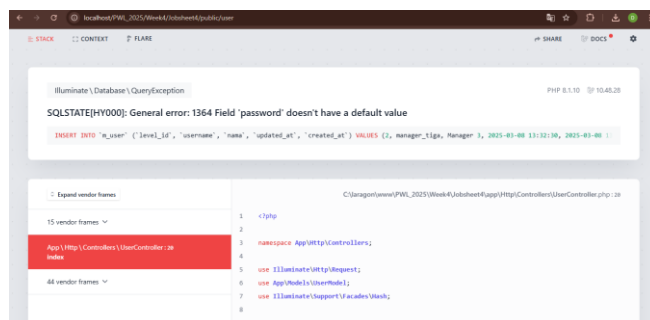 localhost/PWL_2025/Week4/Jobsheet4/public/user
STACK CONTEXT FLARE SHARE DOCS
Illuminate \ Database \ QueryException PHP 8.1.10 10.48.28
SQLSTATE[HY000]: General error: 1364 Field 'password' doesn't have a default value
INSERT INTO `m_user` (`level_id`, `username`, `nama`, `updated_at`, `created_at`) VALUES (2, manager_tiga, Manager 3, 2025-03-08 13:32:30, 2025-03-08
Expand vendor frames C:\laragon\www\PWL_2025\Week4\Jobsheet4\app\Http\Controllers\UserController.php : 20
15 vendor frames
App \ Http \ Controllers \ UserController : 20
index
44 vendor frames
1 <?php
2
3 namespace App\Http\Controllers;
4
5 use Illuminate\Http\Request;
6 use App\Models\UserModel;
7 use Illuminate\Support\Facades\Hash;
8